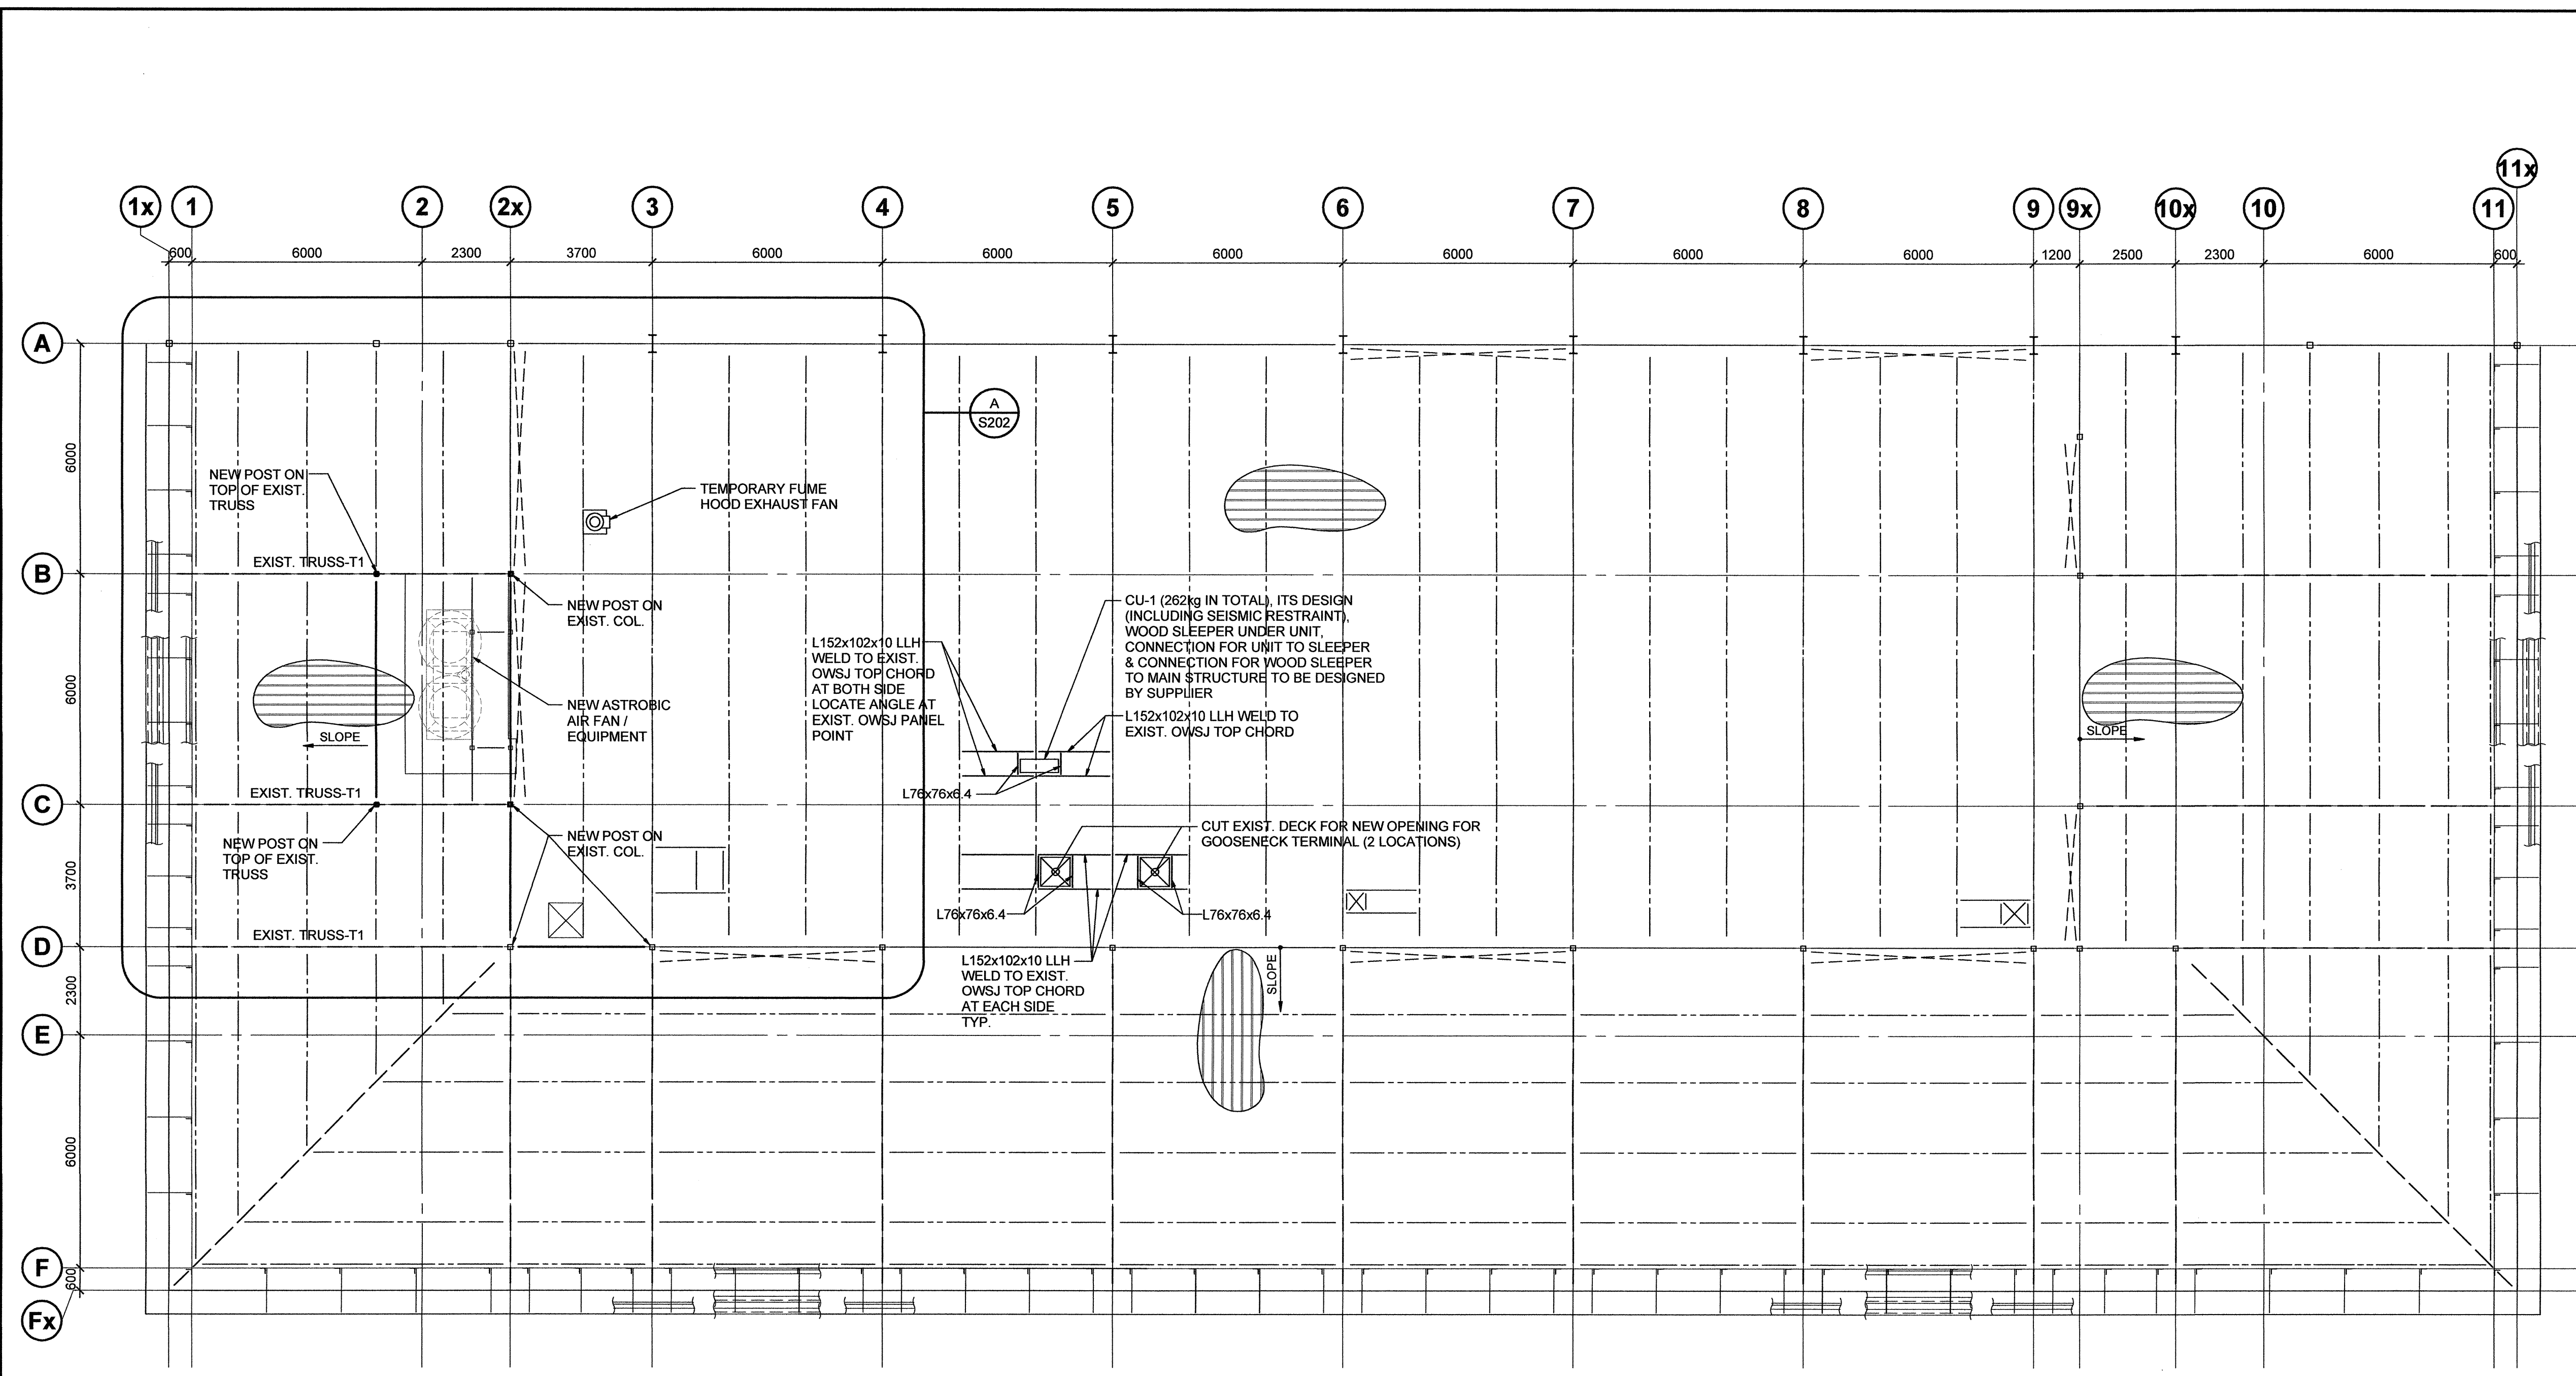 11x
1x
1
2
2x
3
4
5
6
7
8
9
9x
10x
10
11
600
6000
2300
3700
6000
6000
6000
6000
6000
6000
1200
2500
2300
6000
600
A
A
S202
6000
NEW POST ON
TOP OF EXIST.
TRUSS
TEMPORARY FUME
HOOD EXHAUST FAN
EXIST. TRUSS-T1
B
NEW POST ON
EXIST. COL.
CU-1 (262kg IN TOTAL), ITS DESIGN
(INCLUDING SEISMIC RESTRAINT),
WOOD SLEEPER UNDER UNIT,
CONNECTION FOR UNIT TO SLEEPER
& CONNECTION FOR WOOD SLEEPER
TO MAIN STRUCTURE TO BE DESIGNED
BY SUPPLIER
L152x102x10 LLH
WELD TO EXIST.
OWSJ TOP CHORD
AT BOTH SIDE
LOCATE ANGLE AT
EXIST. OWSJ PANEL
POINT
6000
NEW ASTROBIC
AIR FAN /
EQUIPMENT
L152x102x10 LLH WELD TO
EXIST. OWSJ TOP CHORD
SLOPE
SLOPE
EXIST. TRUSS-T1
L76x76x6.4
C
NEW POST ON
TOP OF EXIST.
TRUSS
NEW POST ON
EXIST. COL.
CUT EXIST. DECK FOR NEW OPENING FOR
GOOSENECK TERMINAL (2 LOCATIONS)
3700
L76x76x6.4
L76x76x6.4
EXIST. TRUSS-T1
D
L152x102x10 LLH
WELD TO EXIST.
OWSJ TOP CHORD
AT EACH SIDE
TYP.
SLOPE
2300
E
6000
F
600
Fx